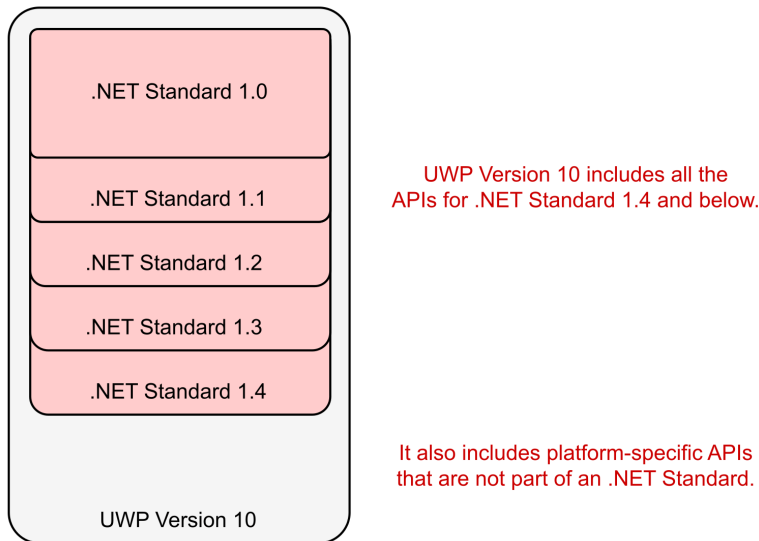 .NET Standard 1.0
.NET Standard 1.1
.NET Standard 1.2
.NET Standard 1.3
.NET Standard 1.4
UWP Version 10
UWP Version 10 includes all the
APIs for .NET Standard 1.4 and below.
It also includes platform-specific APIs
that are not part of an .NET Standard.